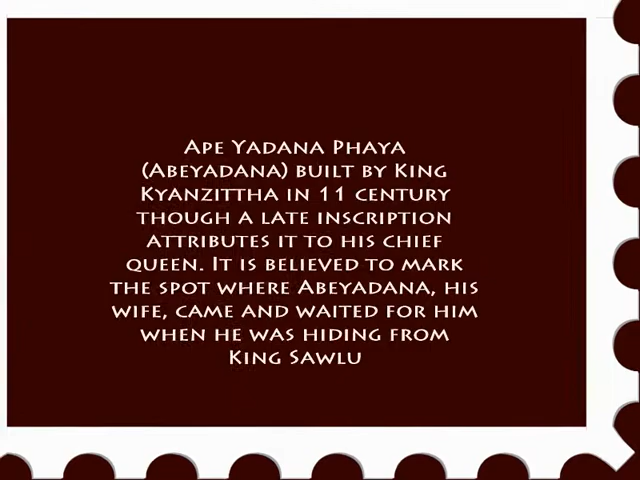 Ape Yadana Phaya
(Abeyadana) built by King
Kyanzittha in 11 century
though a late inscription
attributes it to his chief
queen. It is believed to mark
the spot where Abeyadana, his
wife, came and waited for him
when he was hiding from
King Sawlu